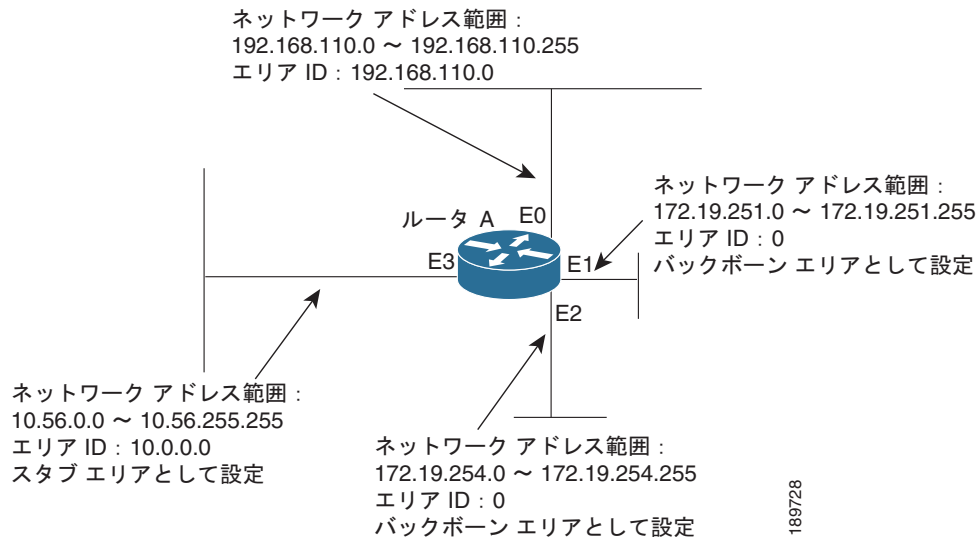 ネットワーク アドレス範囲：
192.168.110.0 ～ 192.168.110.255
エリア ID：192.168.110.0
ネットワーク アドレス範囲：
172.19.251.0 ～ 172.19.251.255
エリア ID：0
バックボーン エリアとして設定
ルータ A
E0
E3
E1
E2
ネットワーク アドレス範囲：
10.56.0.0 ～ 10.56.255.255
エリア ID：10.0.0.0
スタブ エリアとして設定
ネットワーク アドレス範囲：
172.19.254.0 ～ 172.19.254.255
エリア ID：0
バックボーン エリアとして設定
189728